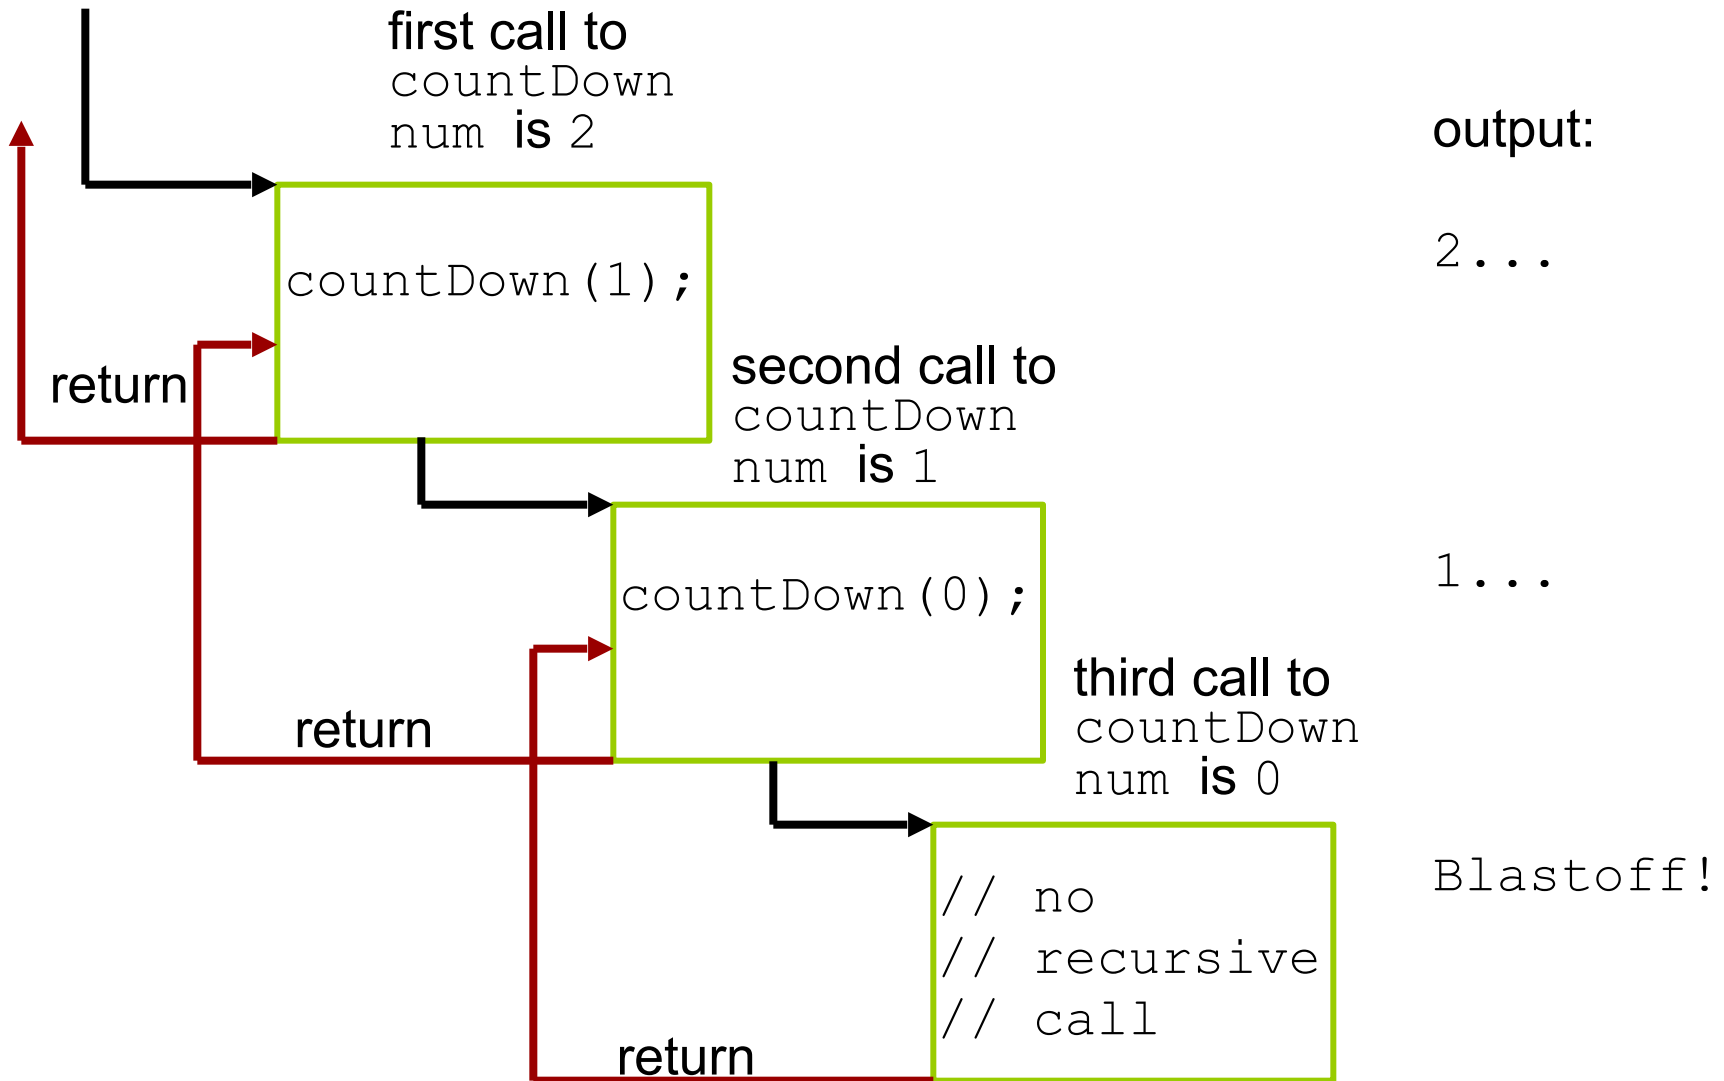 first call to
countDown
num is 2
output:
countDown(1);
2...
return
second call to
countDown
num is 1
countDown(0);
1...
return
third call to
countDown
num is 0
// no
// recursive
// call
Blastoff!
return